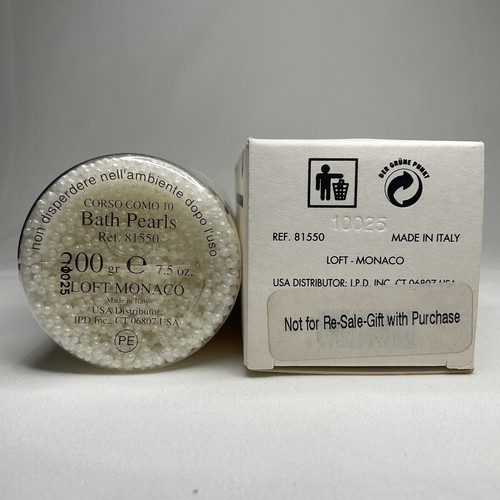 non disperdere nell'ambiente dopo l'uso
CORSO COMO 10
Bath Pearls
Ref. 81550
200 gr e 7.5 oz.
LOFT MONACO
Made in Italy
USA Distributor:
IPD Inc., CT 06807 USA
PE
10025
DER GRÜNE PUNKT
10025
REF. 81550 MADE IN ITALY
LOFT - MONACO
USA DISTRIBUTOR: I.P.D. INC. CT 06807-USA
Not for Re-Sale-Gift with Purchase